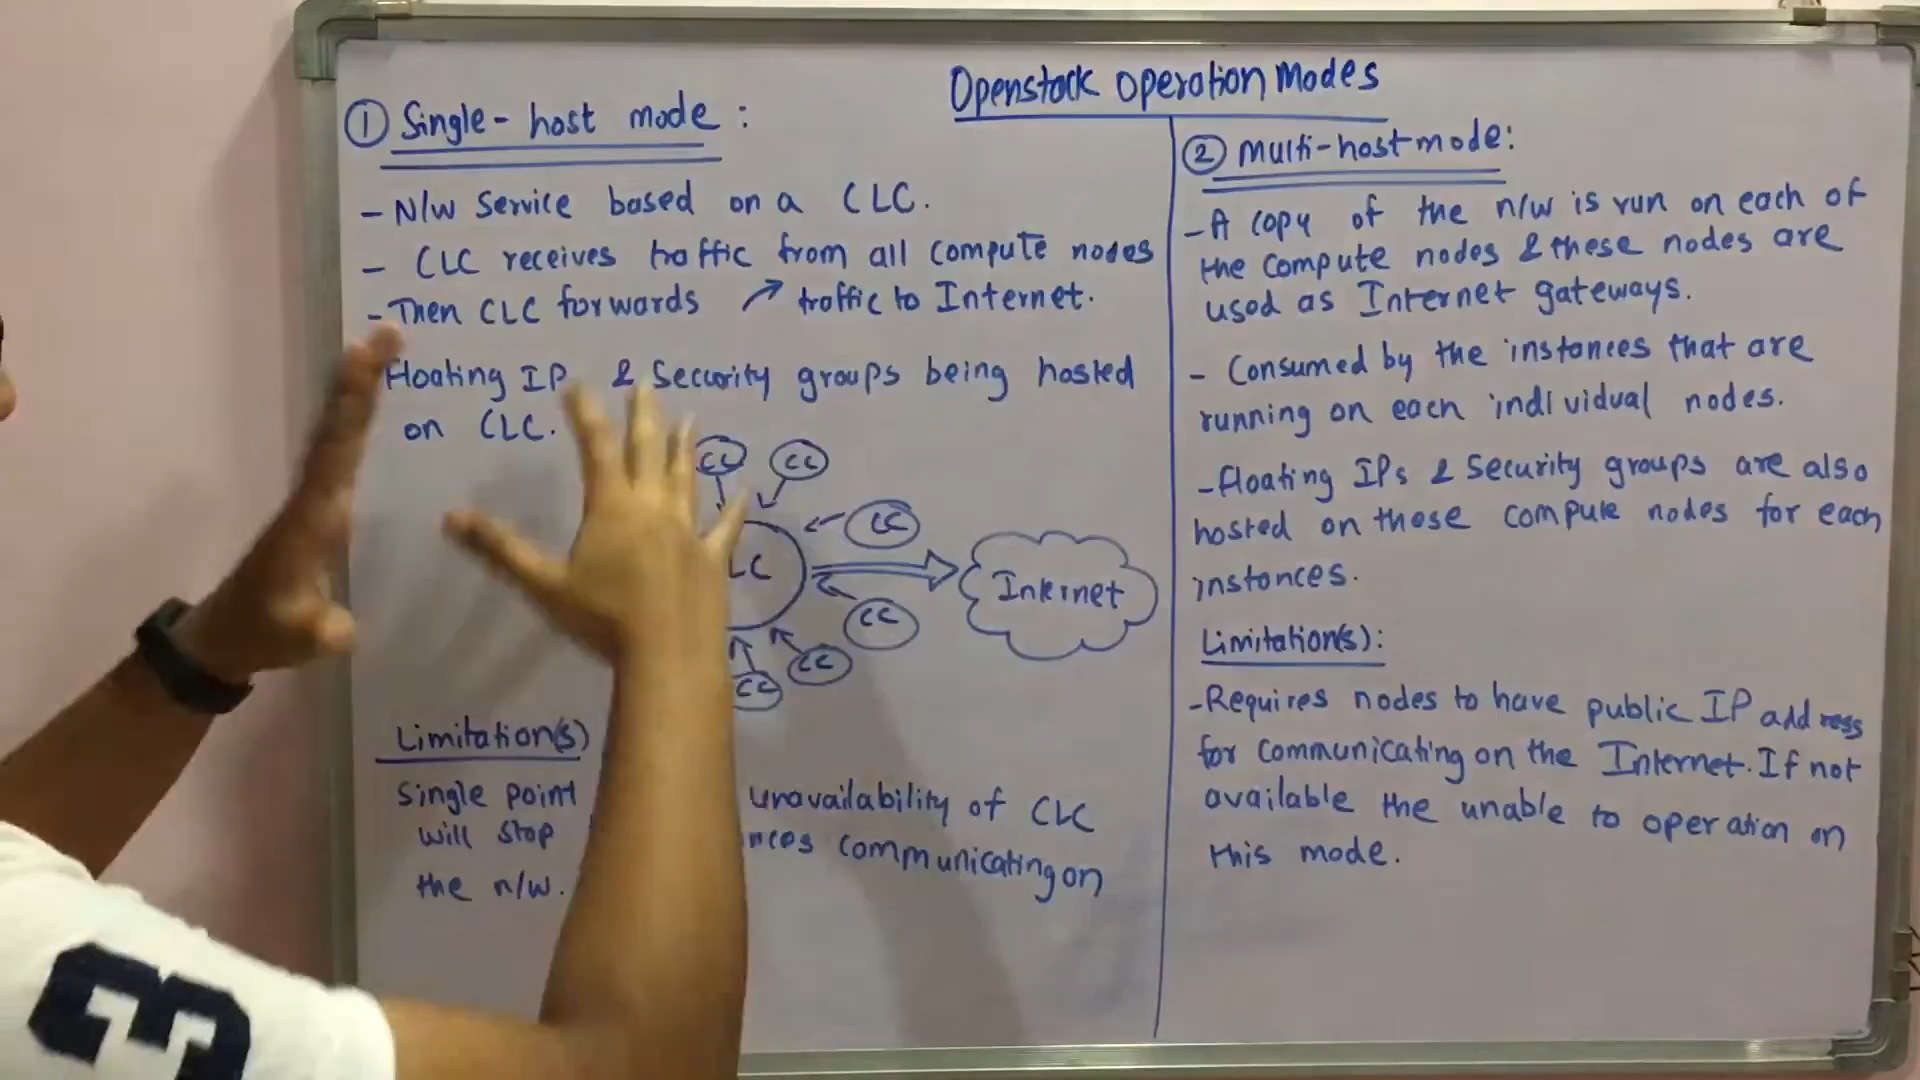 Openstack Operation Modes
① Single-host mode :
- N/W Service based on a CLC.
- CLC receives traffic from all compute nodes
- Then CLC forwards ↗ traffic to Internet.
Floating IP & Security groups being hosted
on CLC.
CC
CC
CC
LC
Internet
CC
CC
CC
Limitation(s)
Single point unavailability of CLC
will stop communicating on
the n/w.
② Multi-host mode:
- A copy of the n/w is run on each of
the compute nodes & these nodes are
used as Internet gateways.
- Consumed by the instances that are
running on each individual nodes.
- Floating IPs & Security groups are also
hosted on those compute nodes for each
instances.
Limitation(s):
- Requires nodes to have public IP address
for communicating on the Internet. If not
available the unable to operation on
this mode.
3